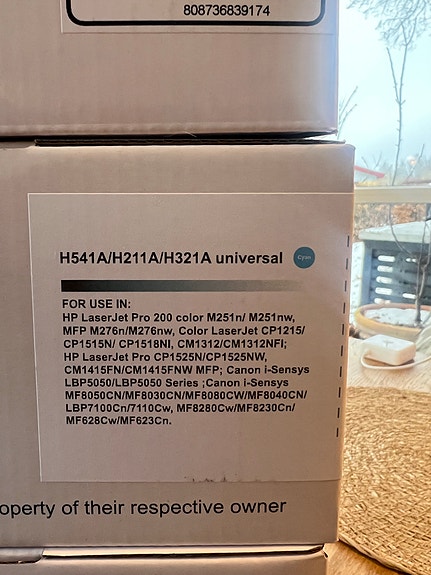 808736839174
H541A/H211A/H321A universal
Cyan
FOR USE IN:
HP LaserJet Pro 200 color M251n/ M251nw,
MFP M276n/M276nw, Color LaserJet CP1215/
CP1515N/ CP1518NI, CM1312/CM1312NFI;
HP LaserJet Pro CP1525N/CP1525NW,
CM1415FN/CM1415FNW MFP; Canon i-Sensys
LBP5050/LBP5050 Series ;Canon i-Sensys
MF8050CN/MF8030CN/MF8080CW/MF8040CN/
LBP7100Cn/7110Cw, MF8280Cw/MF8230Cn/
MF628Cw/MF623Cn.
operty of their respective owner